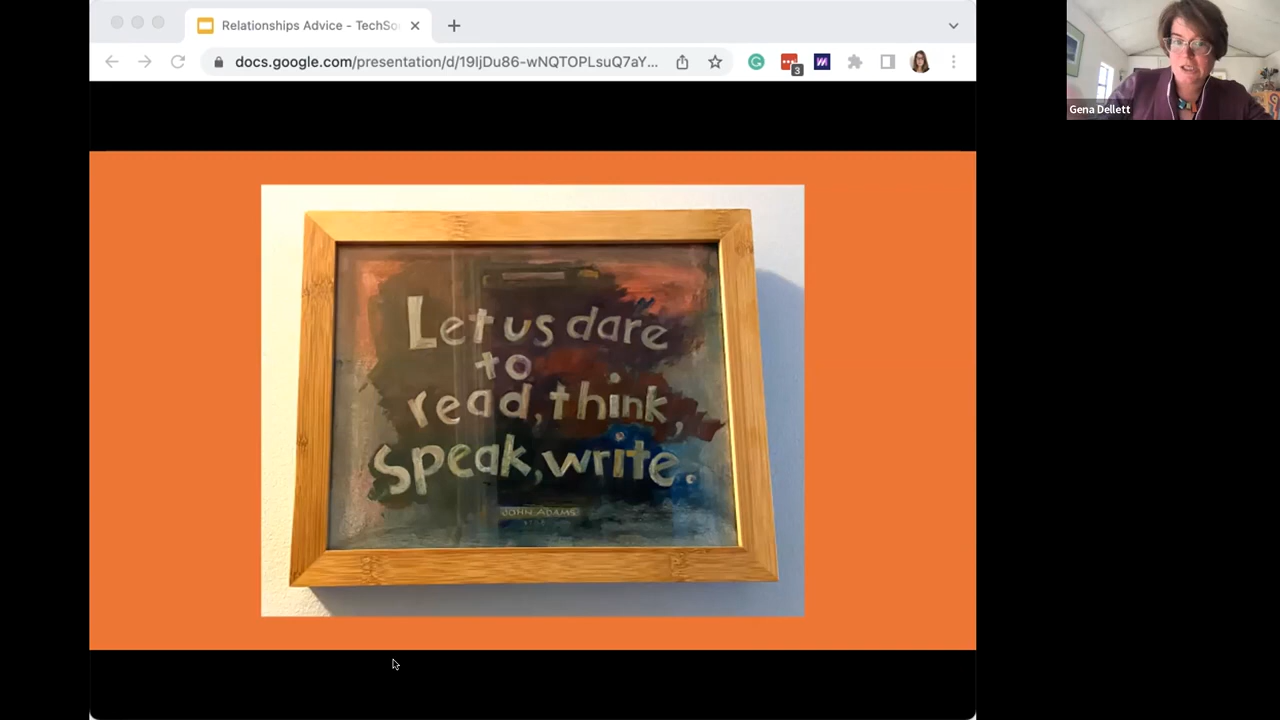 Relationships Advice - TechSo
docs.google.com/presentation/d/19IjDu86-wNQTOPLsuQ7aY...
3
Gena Dellett
Let us dare
to
read, think,
speak, write.
JOHN ADAMS